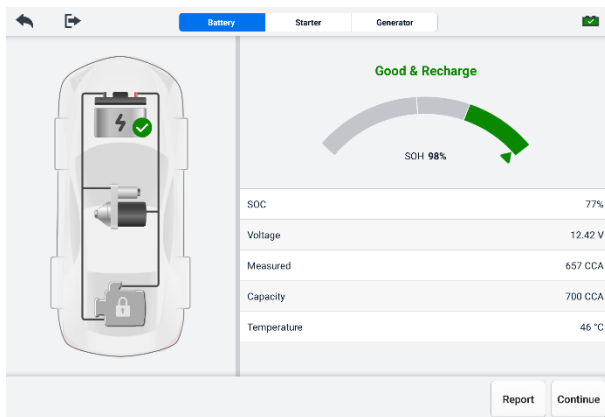 Battery Starter Generator
Good & Recharge
SOH 98%
SOC 77%
Voltage 12.42 V
Measured 657 CCA
Capacity 700 CCA
Temperature 46 °C
Report Continue